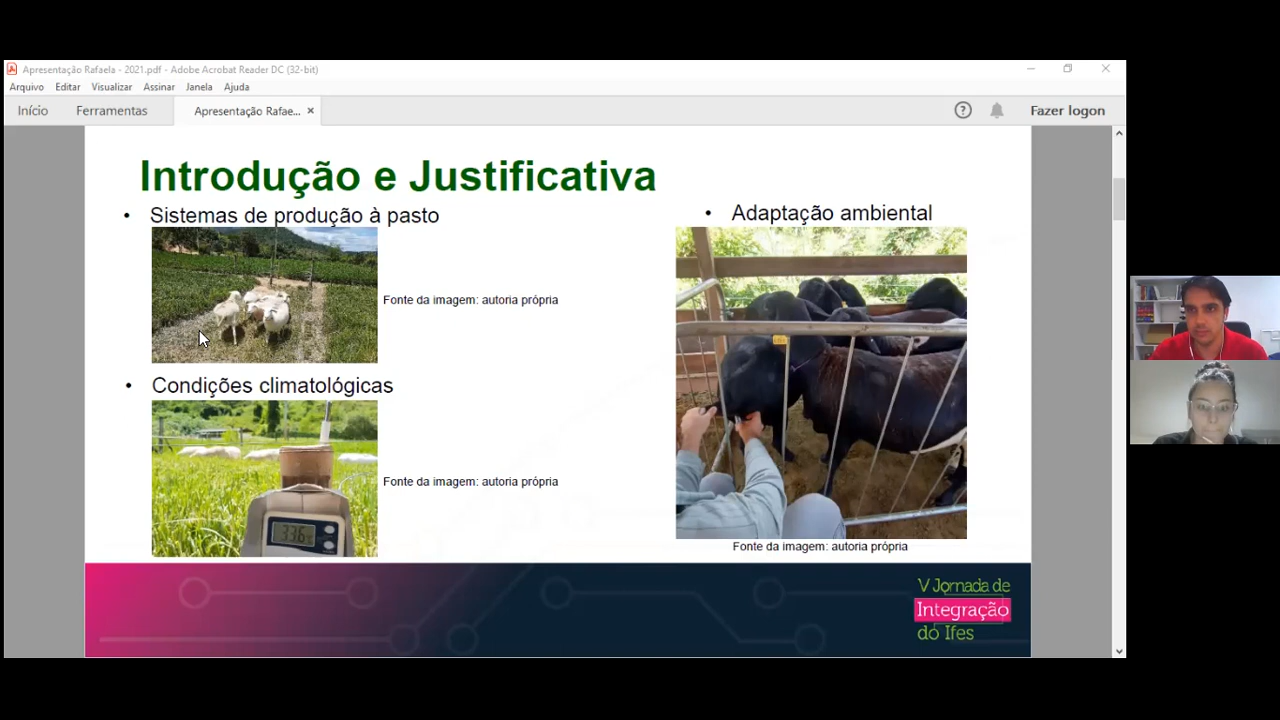 Apresentação Rafaela - 2021.pdf - Adobe Acrobat Reader DC (32-bit)
Arquivo Editar Visualizar Assinar Janela Ajuda
Início Ferramentas Apresentação Rafae... × Fazer logon
Introdução e Justificativa
• Sistemas de produção à pasto
• Adaptação ambiental
Fonte da imagem: autoria própria
• Condições climatológicas
Fonte da imagem: autoria própria
Fonte da imagem: autoria própria
V Jornada de
Integração
do Ifes